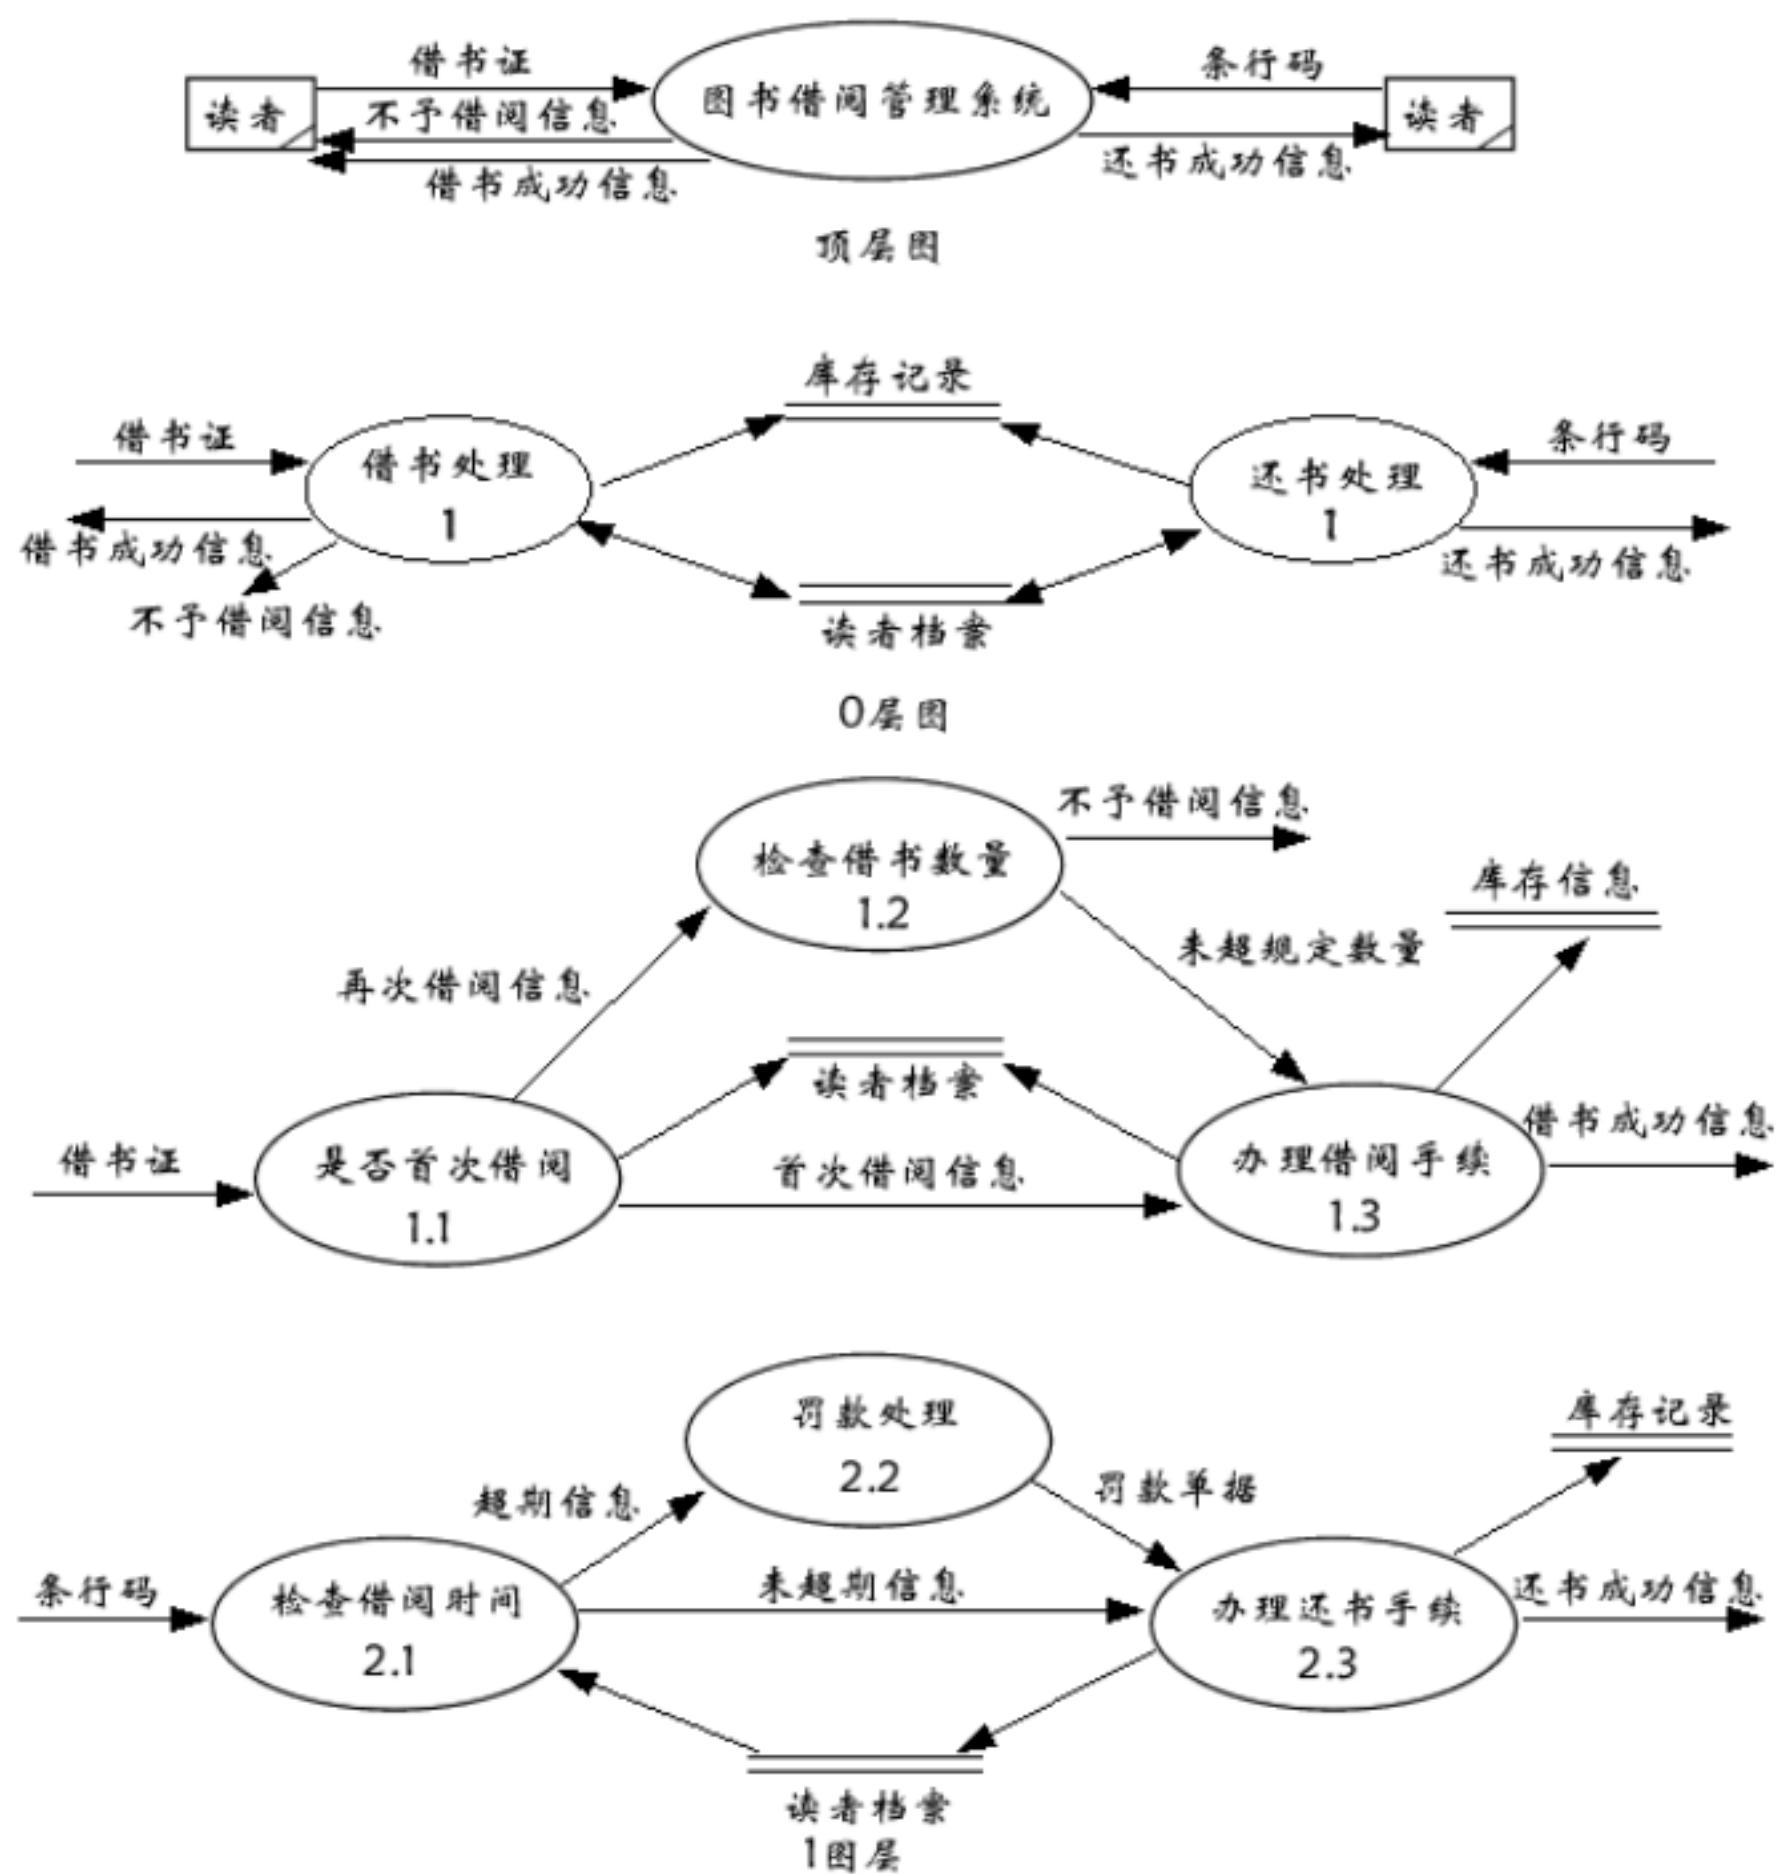 借书证
条行码
读者
图书借阅管理系统
读者
不予借阅信息
还书成功信息
借书成功信息
顶层图
库存记录
借书证
条行码
借书处理
还书处理
1
1
借书成功信息
还书成功信息
不予借阅信息
读者档案
0层图
不予借阅信息
检查借书数量
1.2
库存信息
未超规定数量
再次借阅信息
读者档案
借书成功信息
借书证
是否首次借阅
首次借阅信息
办理借阅手续
1.1
1.3
罚款处理
库存记录
2.2
超期信息
罚款单据
条行码
检查借阅时间
未超期信息
办理还书手续
还书成功信息
2.1
2.3
读者档案
1图层